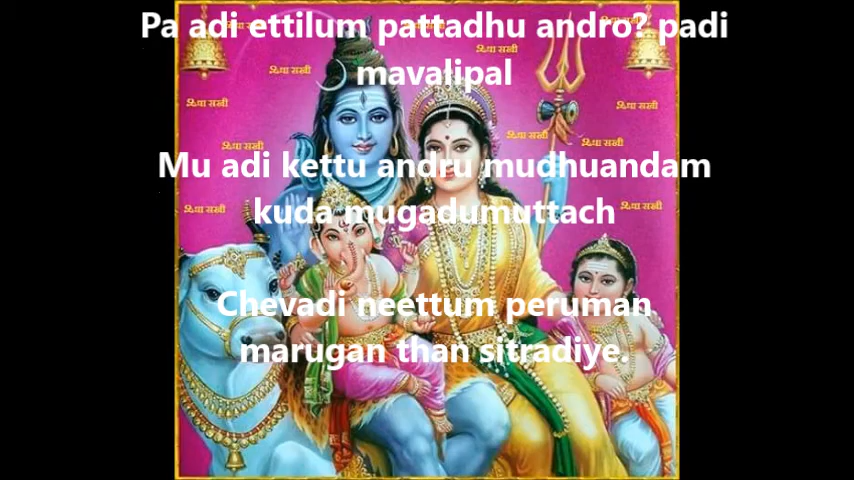 Pa adi ettilum pattadhu andro? padi
mavalipal
Mu adi kettu andru mudhuandam
kuda mugadumuttach
Chevadi neettum peruman
marugan than sitradiye.